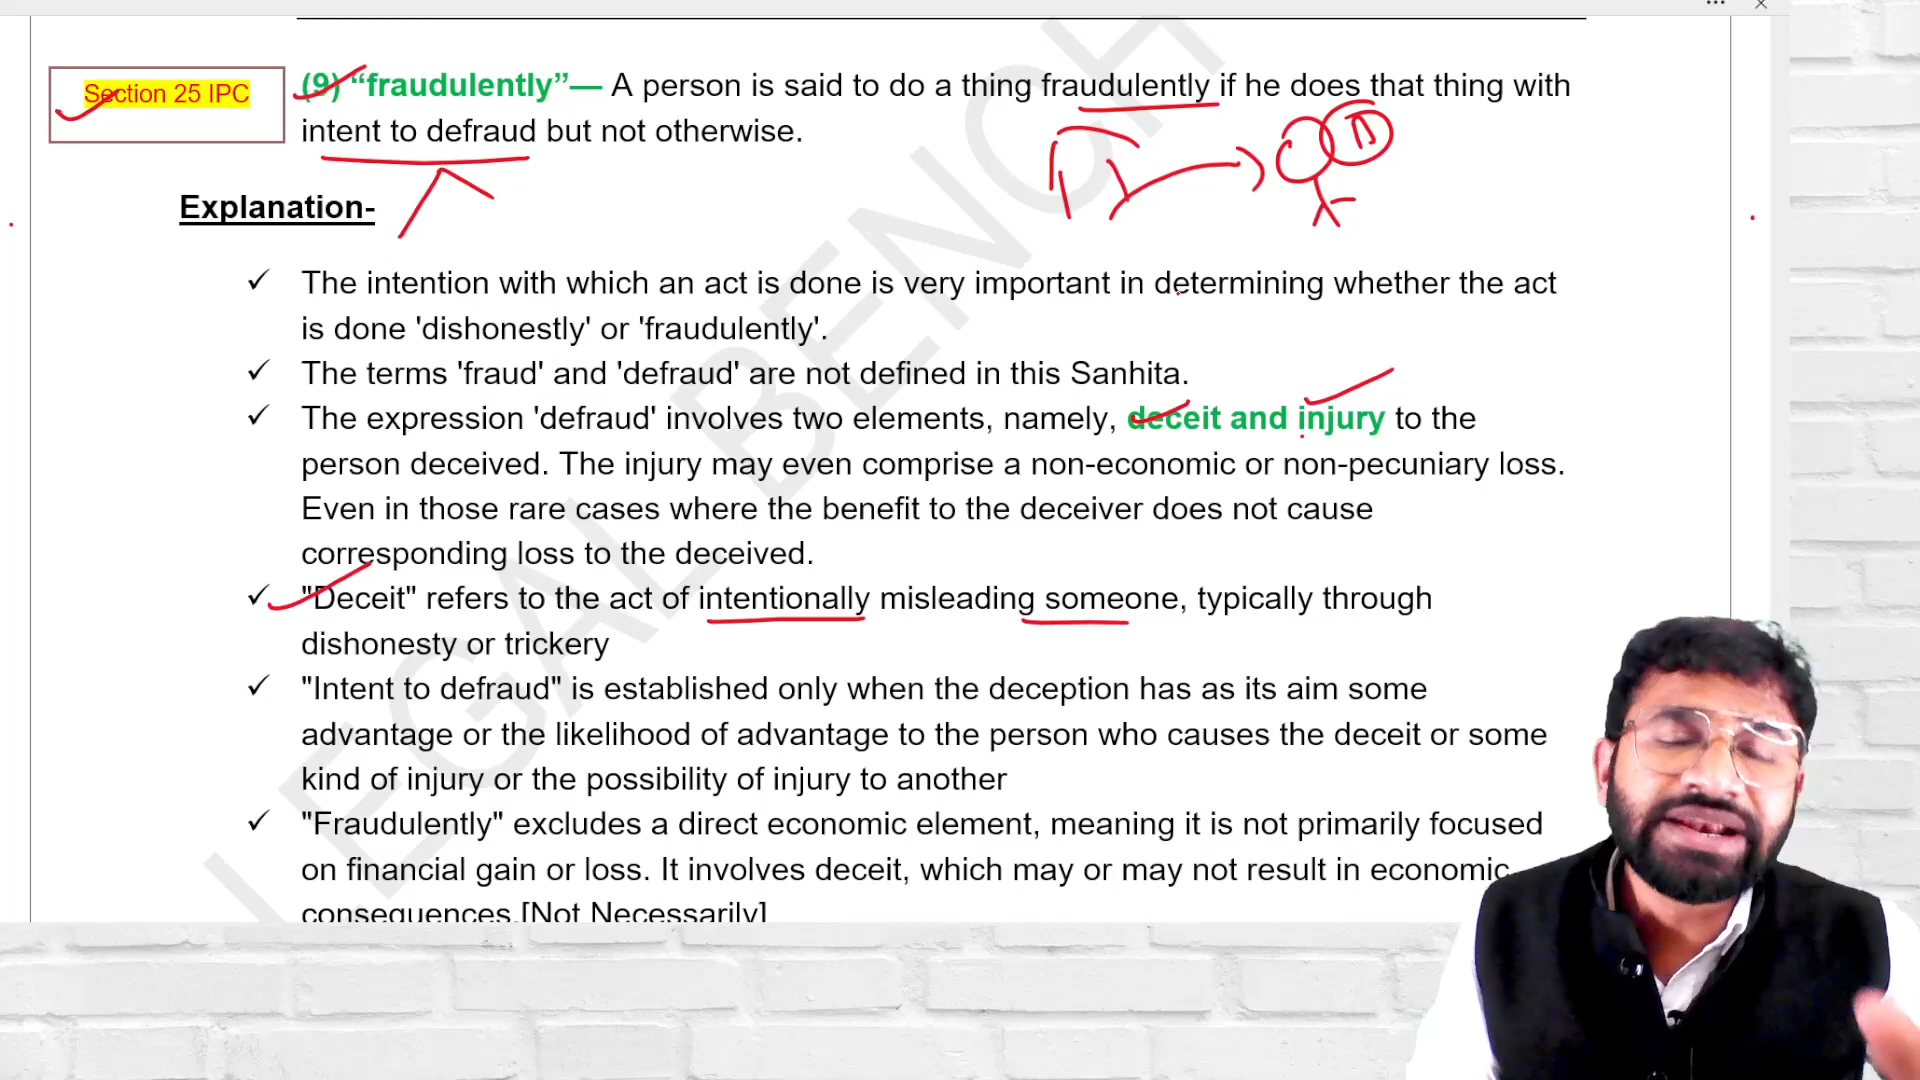 Section 25 IPC
(9) “fraudulently”— A person is said to do a thing fraudulently if he does that thing with
intent to defraud but not otherwise.
Explanation-
✓ The intention with which an act is done is very important in determining whether the act
is done 'dishonestly' or 'fraudulently'.
✓ The terms 'fraud' and 'defraud' are not defined in this Sanhita.
✓ The expression 'defraud' involves two elements, namely, deceit and injury to the
person deceived. The injury may even comprise a non-economic or non-pecuniary loss.
Even in those rare cases where the benefit to the deceiver does not cause
corresponding loss to the deceived.
✓ "Deceit" refers to the act of intentionally misleading someone, typically through
dishonesty or trickery
✓ "Intent to defraud" is established only when the deception has as its aim some
advantage or the likelihood of advantage to the person who causes the deceit or some
kind of injury or the possibility of injury to another
✓ "Fraudulently" excludes a direct economic element, meaning it is not primarily focused
on financial gain or loss. It involves deceit, which may or may not result in economic
consequences.[Not Necessarily]
LEGAL BENCH